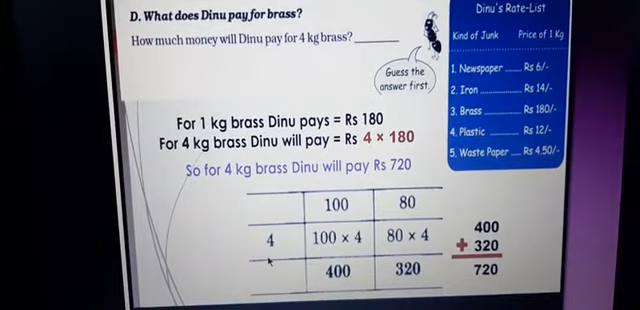 D. What does Dinu pay for brass?
How much money will Dinu pay for 4 kg brass? ________
Guess the
answer first.
Dinu's Rate-List
Kind of Junk Price of 1 Kg
1. Newspaper ..... Rs 6/-
2. Iron ................ Rs 14/-
3. Brass .............. Rs 180/-
4. Plastic ........... Rs 12/-
5. Waste Paper ... Rs 4.50/-
For 1 kg brass Dinu pays = Rs 180
For 4 kg brass Dinu will pay = Rs 4 × 180
So for 4 kg brass Dinu will pay Rs 720
100 80
4 100 × 4 80 × 4
400 320
400
+ 320
720